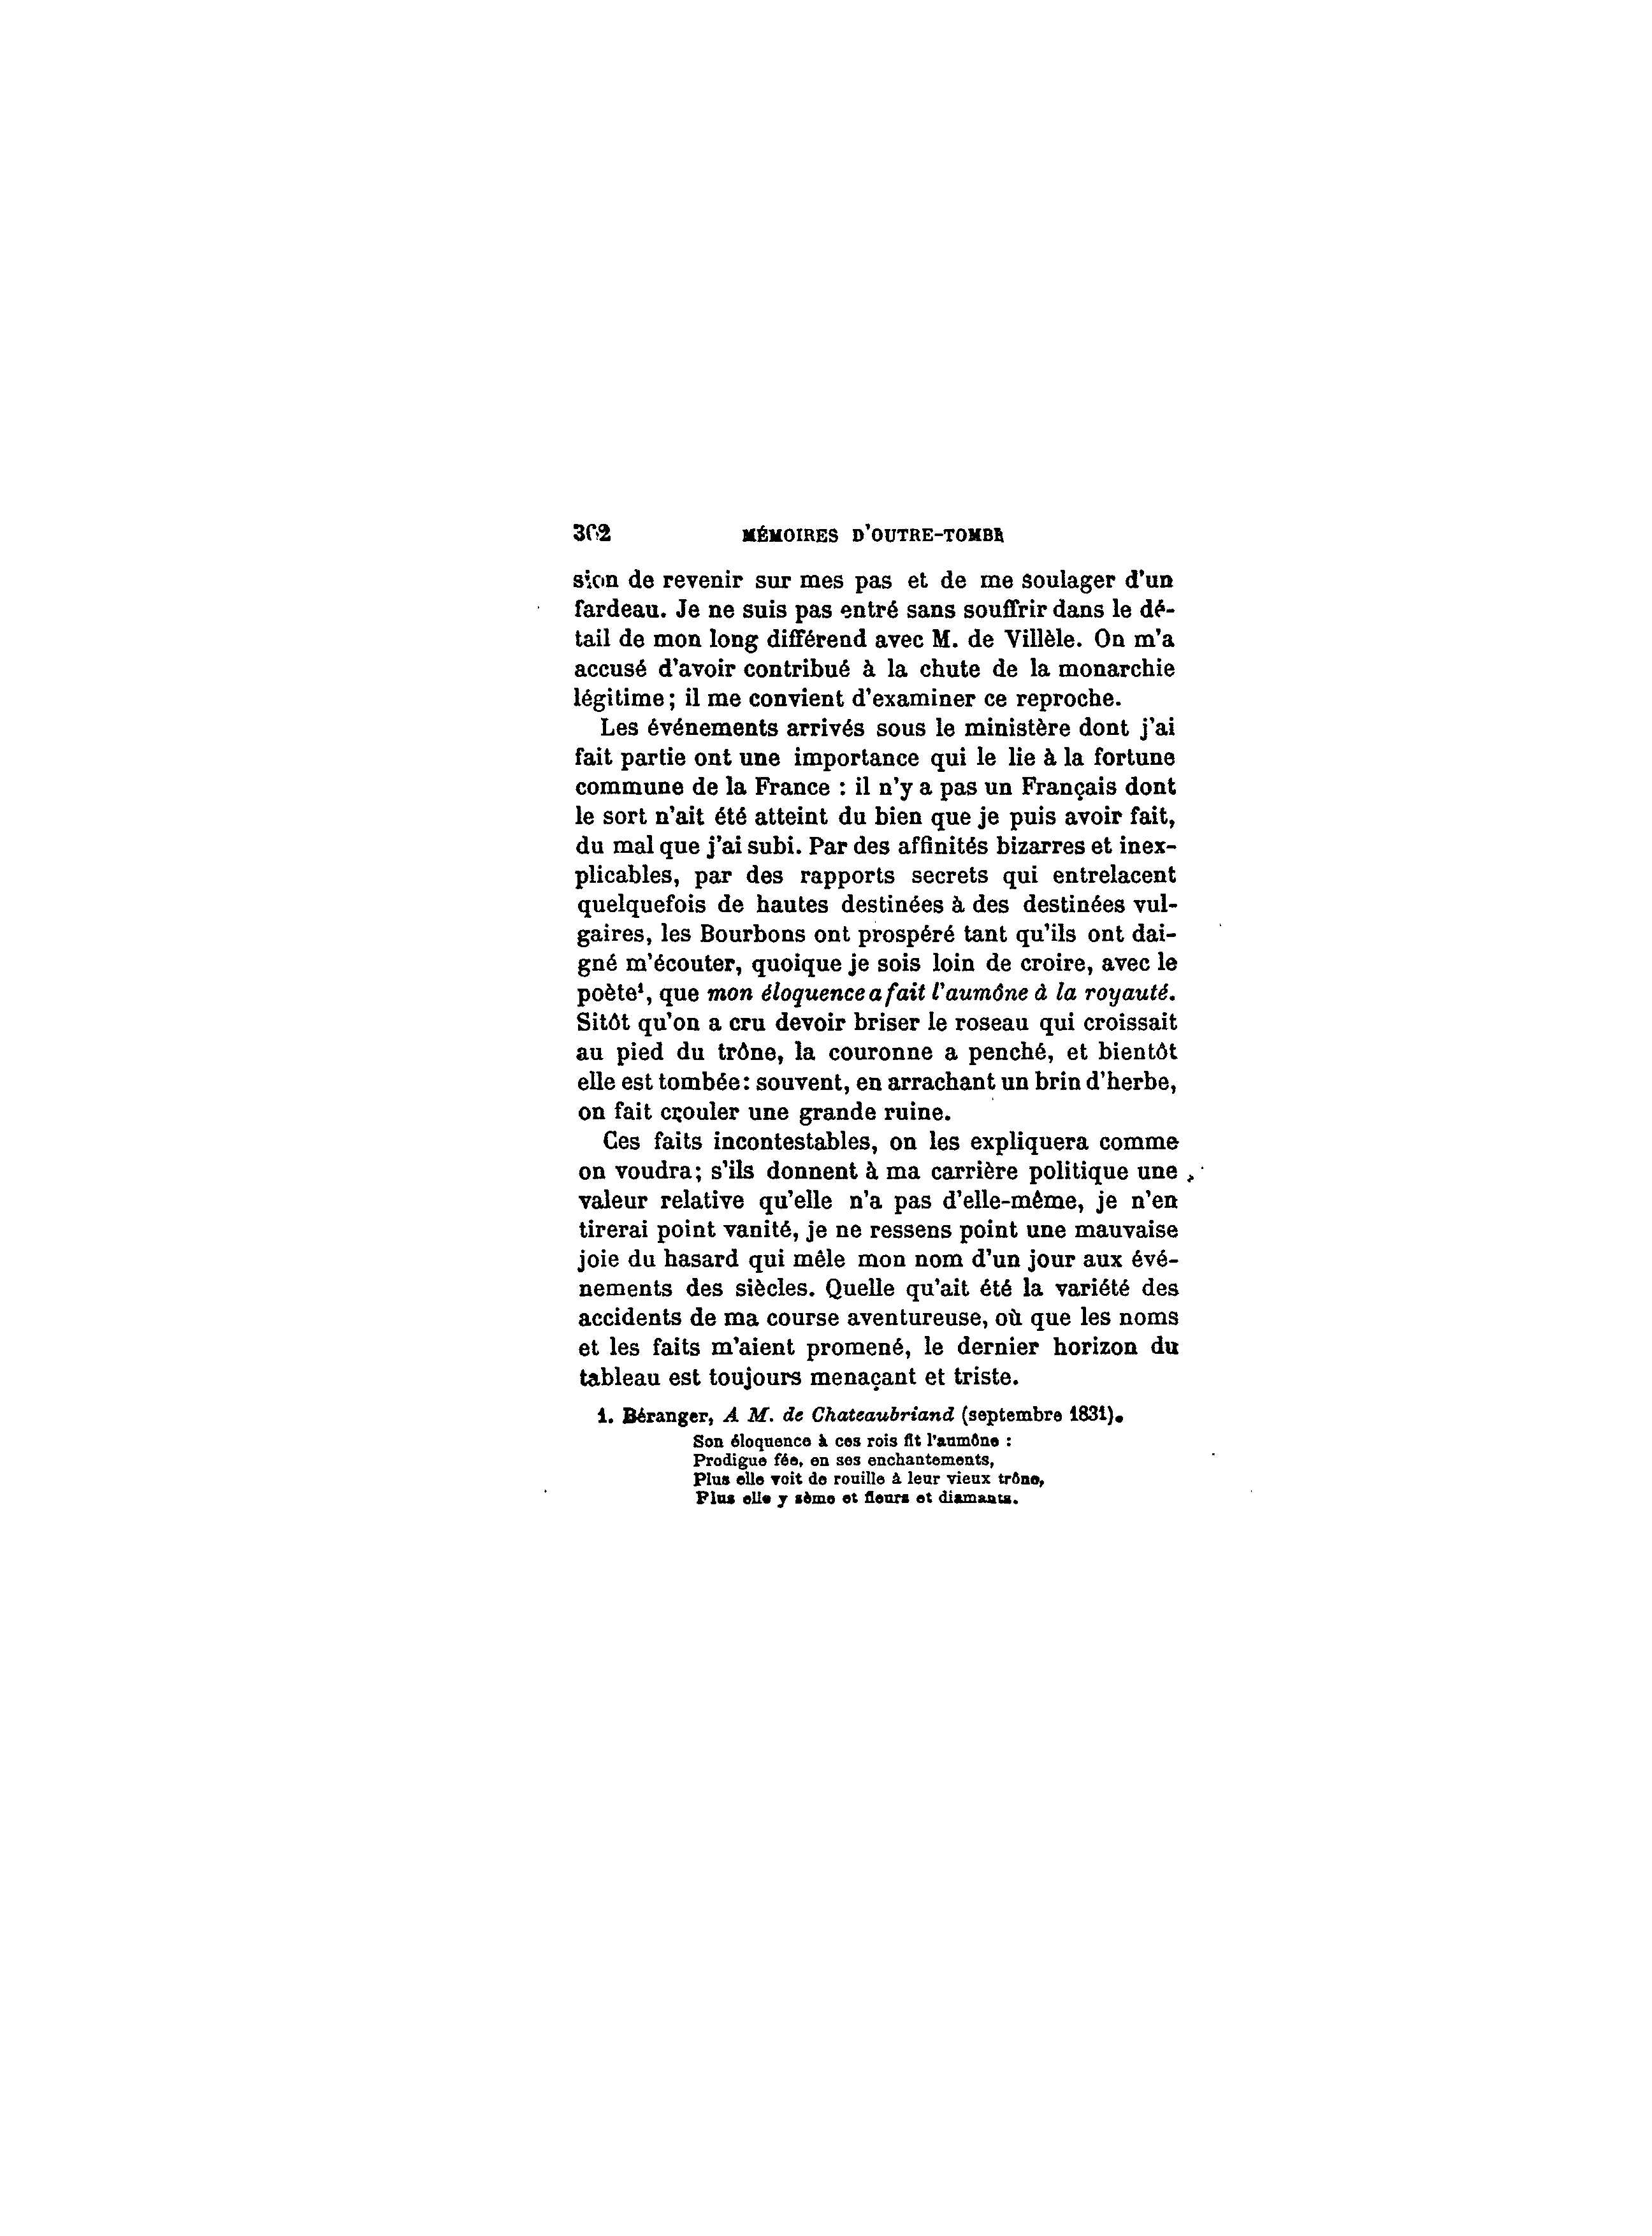 302 MÉMOIRES D'OUTRE-TOMBE
sion de revenir sur mes pas et de me soulager d'un
fardeau. Je ne suis pas entré sans souffrir dans le dé-
tail de mon long différend avec M. de Villèle. On m'a
accusé d'avoir contribué à la chute de la monarchie
légitime; il me convient d'examiner ce reproche.
Les événements arrivés sous le ministère dont j'ai
fait partie ont une importance qui le lie à la fortune
commune de la France : il n'y a pas un Français dont
le sort n'ait été atteint du bien que je puis avoir fait,
du mal que j'ai subi. Par des affinités bizarres et inex-
plicables, par des rapports secrets qui entrelacent
quelquefois de hautes destinées à des destinées vul-
gaires, les Bourbons ont prospéré tant qu'ils ont dai-
gné m'écouter, quoique je sois loin de croire, avec le
poète¹, que mon éloquence a fait l'aumône à la royauté.
Sitôt qu'on a cru devoir briser le roseau qui croissait
au pied du trône, la couronne a penché, et bientôt
elle est tombée: souvent, en arrachant un brin d'herbe,
on fait crouler une grande ruine.
Ces faits incontestables, on les expliquera comme
on voudra; s'ils donnent à ma carrière politique une
valeur relative qu'elle n'a pas d'elle-même, je n'en
tirerai point vanité, je ne ressens point une mauvaise
joie du hasard qui mêle mon nom d'un jour aux évé-
nements des siècles. Quelle qu'ait été la variété des
accidents de ma course aventureuse, où que les noms
et les faits m'aient promené, le dernier horizon du
tableau est toujours menaçant et triste.
1. Béranger, A M. de Chateaubriand (septembre 1831).
Son éloquence à ces rois fit l'aumône :
Prodigue fée, en ses enchantements,
Plus elle voit de rouille à leur vieux trône,
Plus elle y sème et fleurs et diamants.